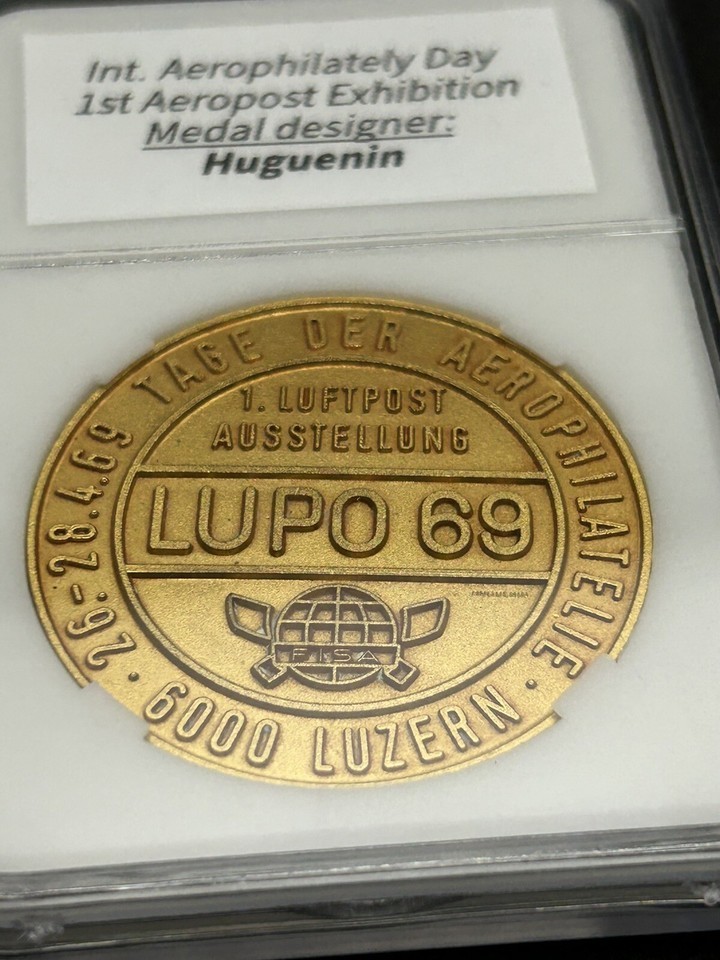 Int. Aerophilately Day
1st Aeropost Exhibition
Medal designer:
Huguenin
26.-28.4.69 TAGE DER AEROPHILATELIE
1. LUFTPOST
AUSSTELLUNG
LUPO 69
FISA
· 6000 LUZERN ·